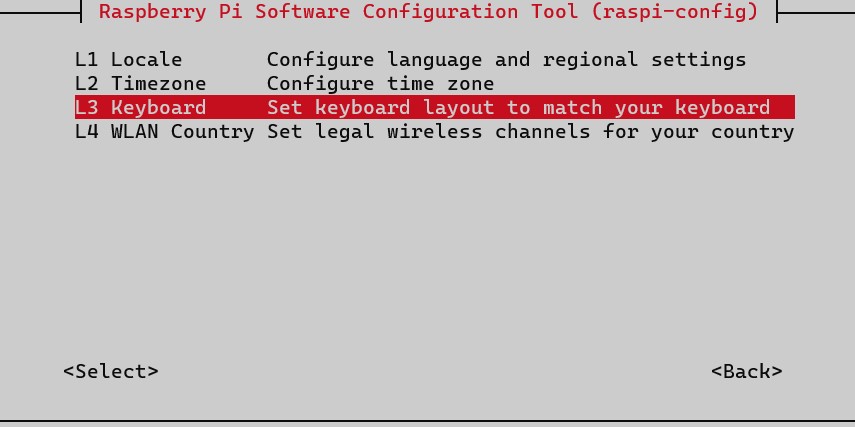 Raspberry Pi Software Configuration Tool (raspi-config)
L1 Locale Configure language and regional settings
L2 Timezone Configure time zone
L3 Keyboard Set keyboard layout to match your keyboard
L4 WLAN Country Set legal wireless channels for your country
<Select> <Back>